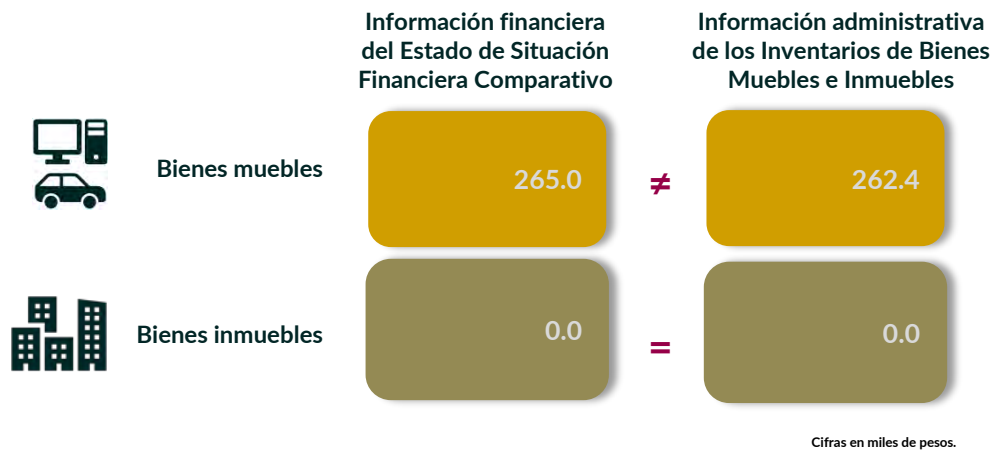 Información financiera
del Estado de Situación
Financiera Comparativo
Información administrativa
de los Inventarios de Bienes
Muebles e Inmuebles
Bienes muebles
265.0
≠
262.4
Bienes inmuebles
0.0
=
0.0
Cifras en miles de pesos.